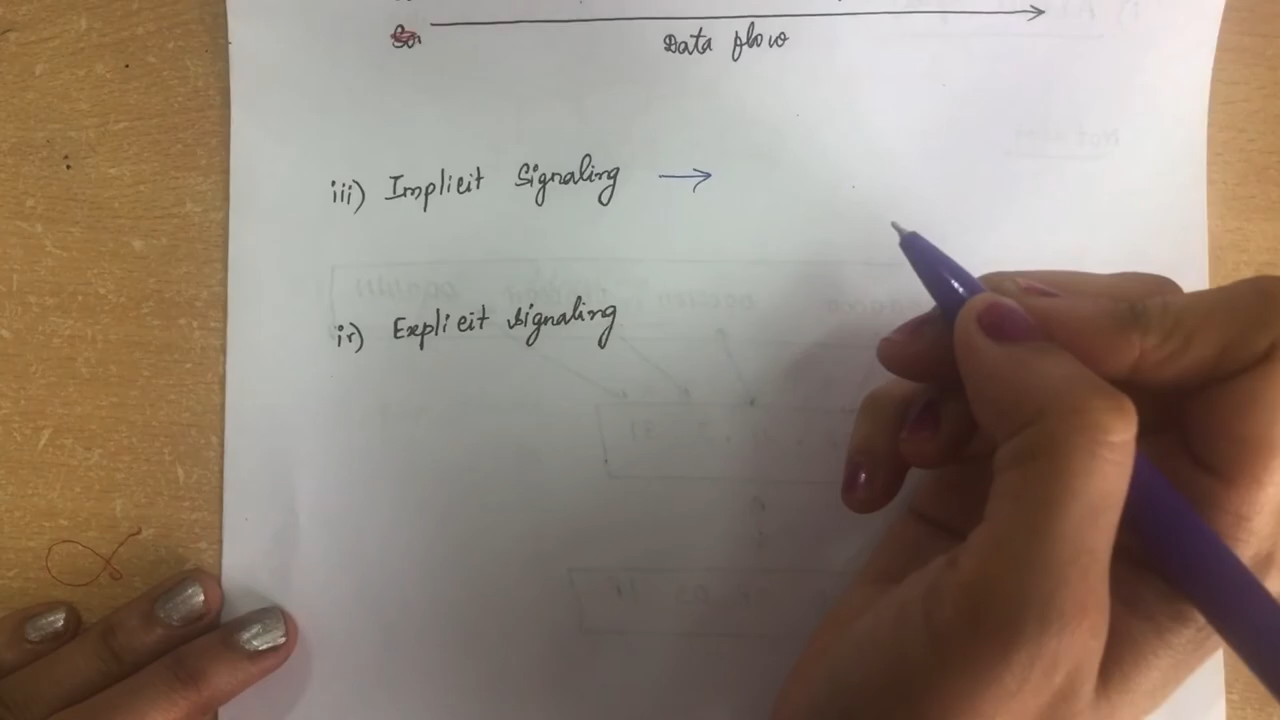 Data flow
iii) Implicit Signaling →
iv) Explicit signaling